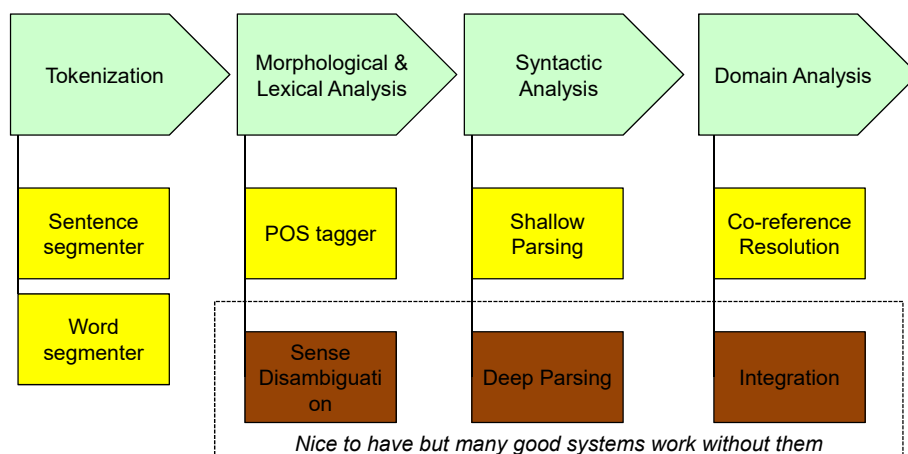 Tokenization
Morphological &
Lexical Analysis
Syntactic
Analysis
Domain Analysis
Sentence
segmenter
POS tagger
Shallow
Parsing
Co-reference
Resolution
Word
segmenter
Sense
Disambiguati
on
Deep Parsing
Integration
Nice to have but many good systems work without them